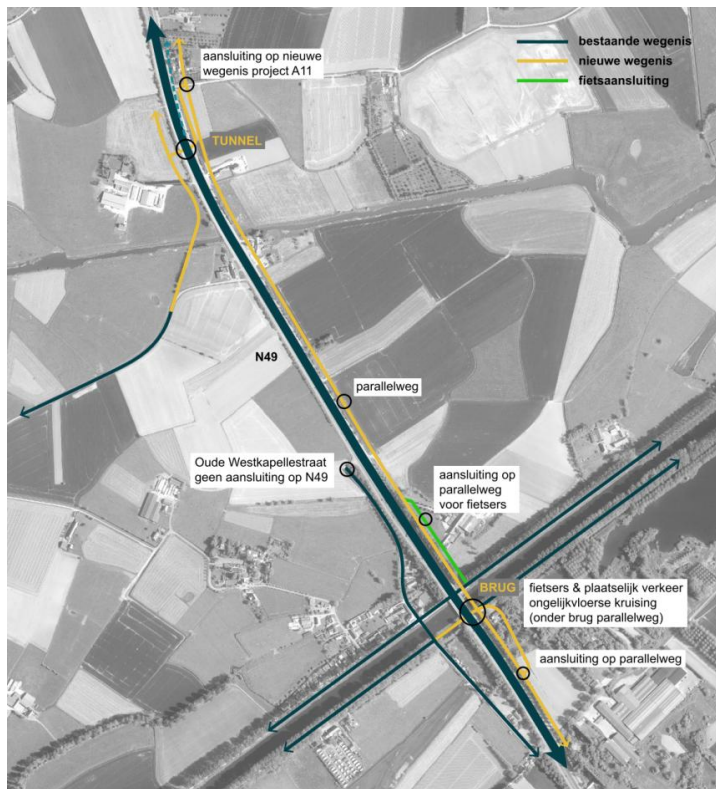 aansluiting op nieuwe
wegenis project A11
bestaande wegenis
nieuwe wegenis
fietsaansluiting
TUNNEL
N49
parallelweg
Oude Westkapellestraat
geen aansluiting op N49
aansluiting op
parallelweg
voor fietsers
BRUG
fietsers & plaatselijk verkeer
ongelijkvloerse kruising
(onder brug parallelweg)
aansluiting op parallelweg